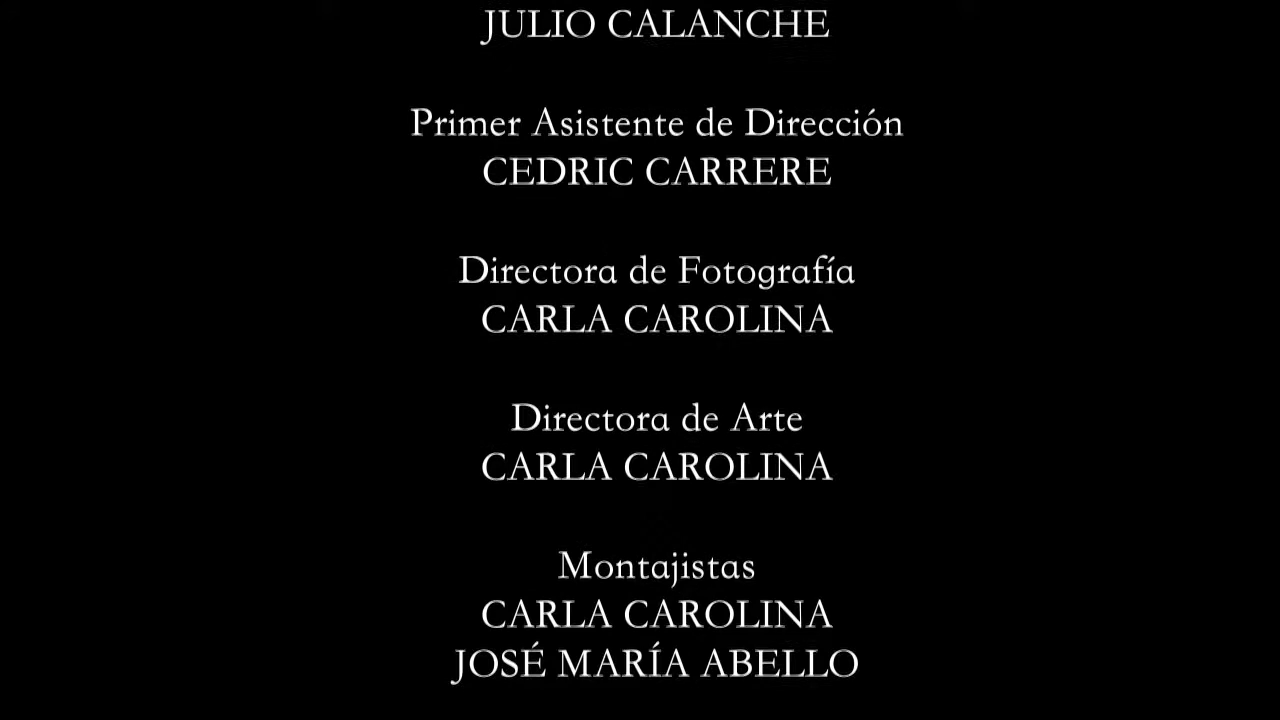 JULIO CALANCHE
Primer Asistente de Dirección
CEDRIC CARRERE
Directora de Fotografía
CARLA CAROLINA
Directora de Arte
CARLA CAROLINA
Montajistas
CARLA CAROLINA
JOSÉ MARÍA ABELLO